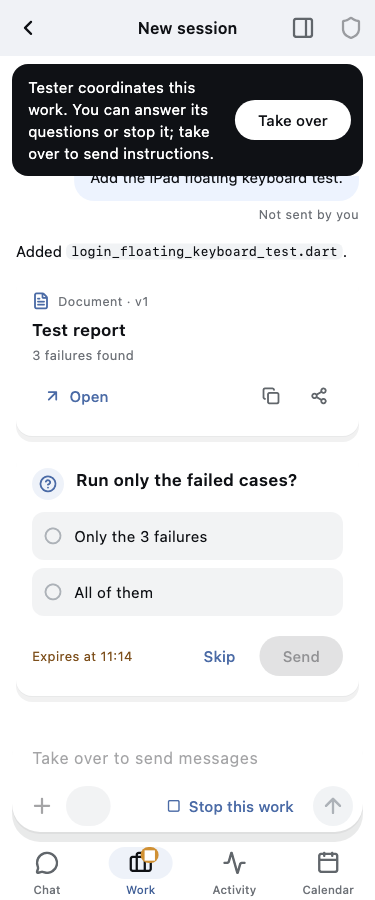 New session
Tester coordinates this
work. You can answer its
questions or stop it; take
over to send instructions.
Take over
Add the iPad floating keyboard test.
Not sent by you
Added login_floating_keyboard_test.dart.
Document · v1
Test report
3 failures found
Open
Run only the failed cases?
Only the 3 failures
All of them
Expires at 11:14
Skip
Send
Take over to send messages
Stop this work
Chat
Work
Activity
Calendar